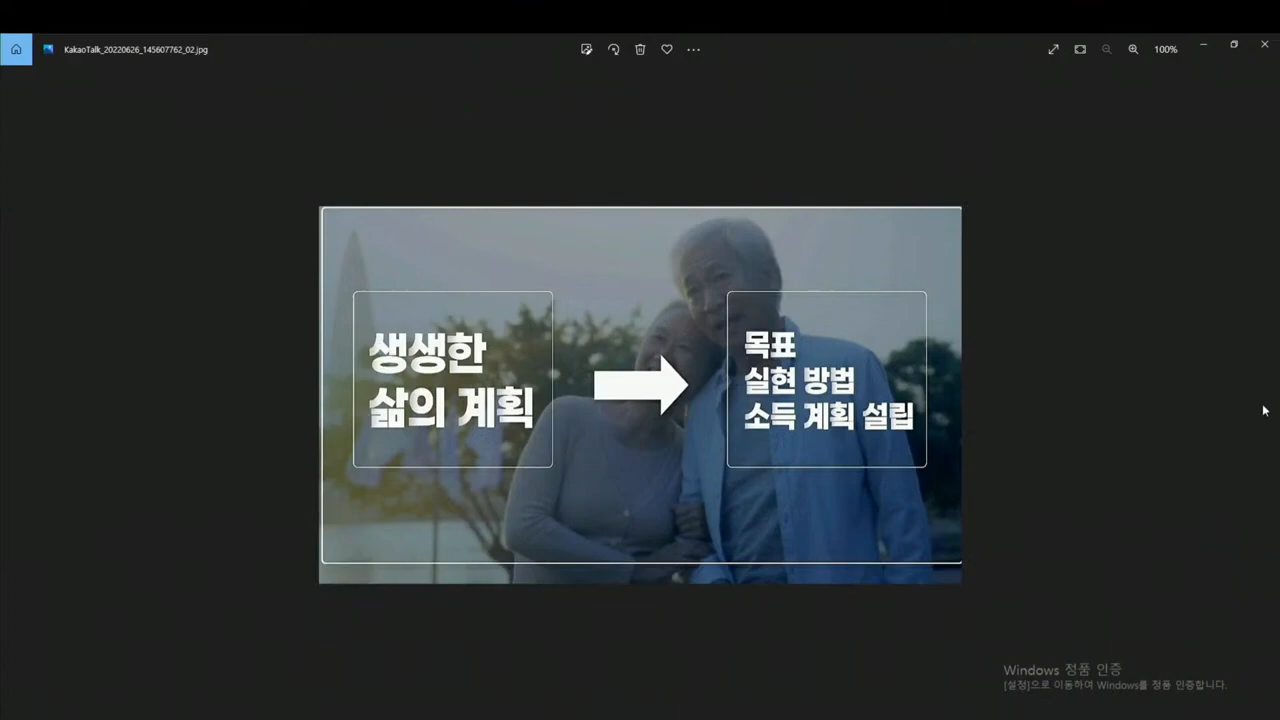 KakaoTalk_20220626_145607762_02.jpg
100%
생생한
삶의 계획
목표
실현 방법
소득 계획 설립
Windows 정품 인증
[설정]으로 이동하여 Windows를 정품 인증합니다.